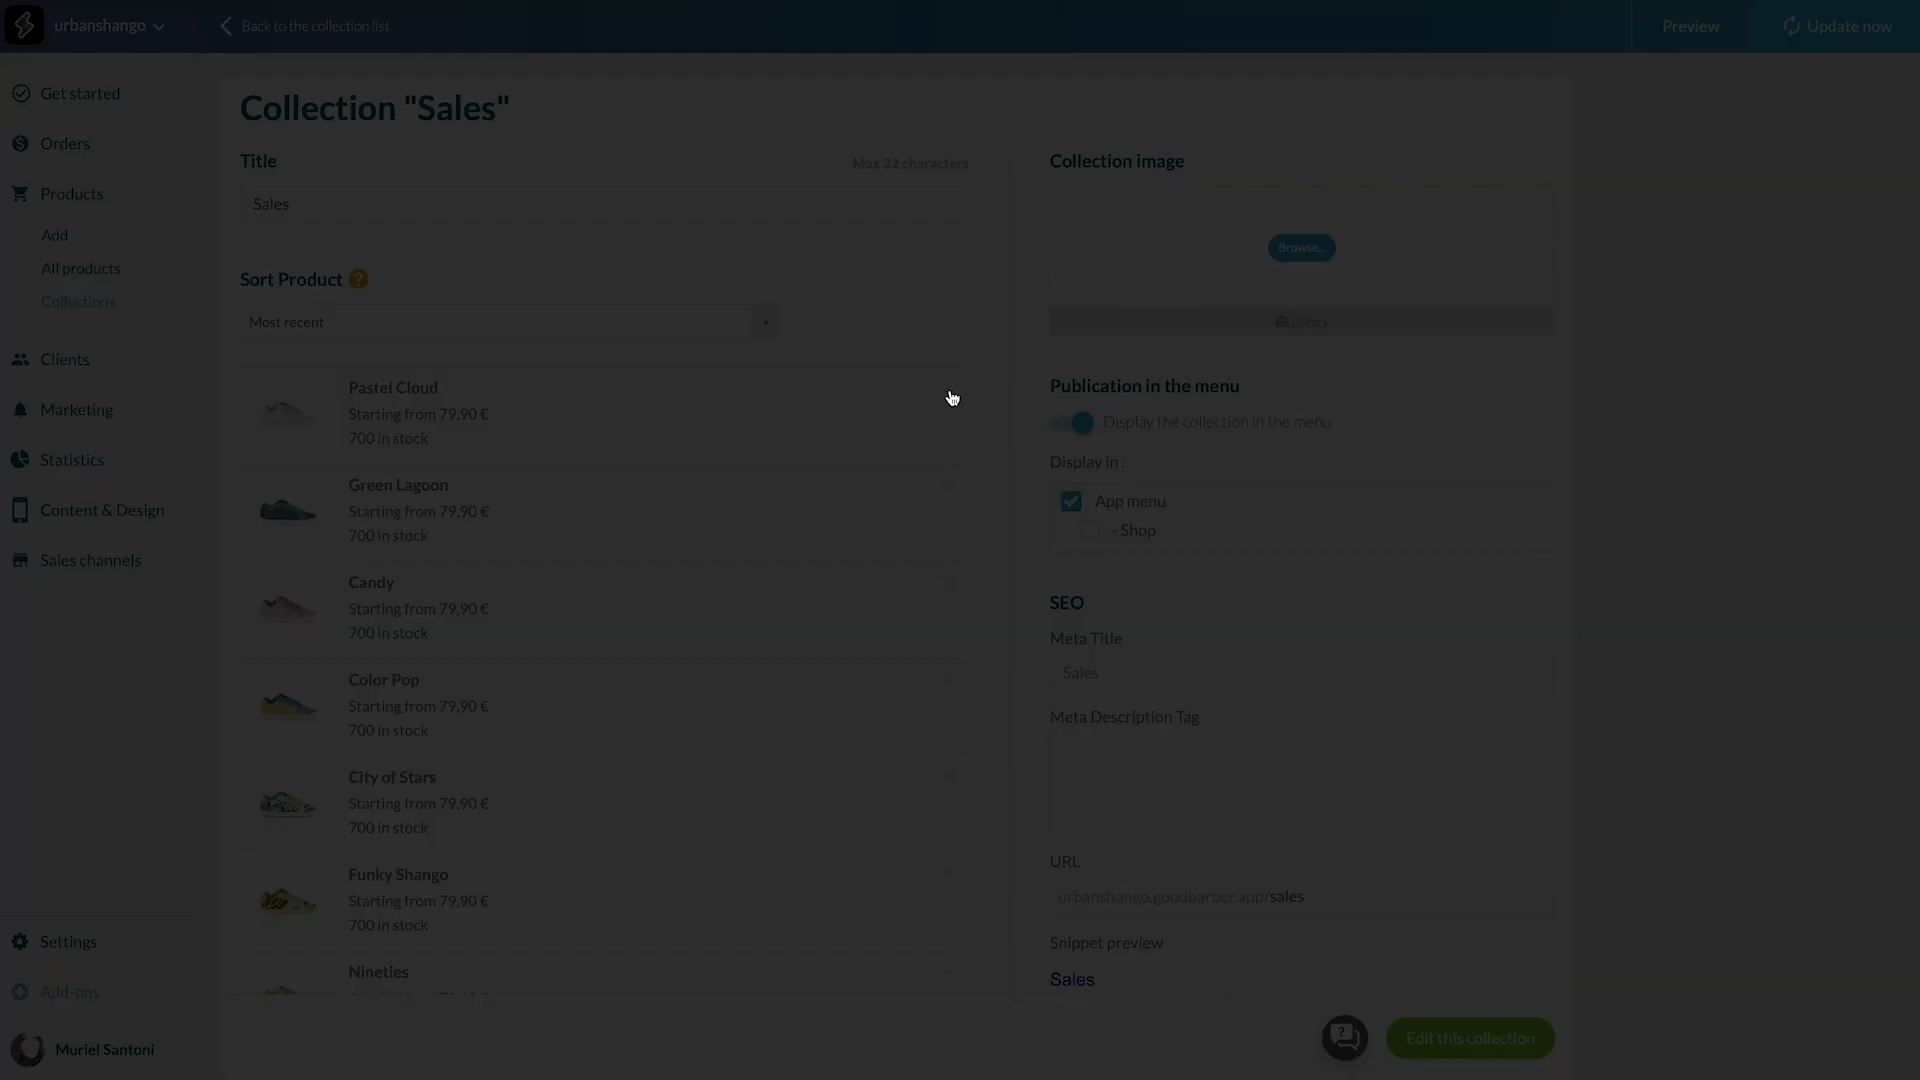 urbanshango
Back to the collection list
Preview
Update now
Get started
Orders
Products
Add
All products
Collections
Clients
Marketing
Statistics
Content & Design
Sales channels
Settings
Add-ons
Muriel Santoni
Collection "Sales"
Title
Max 32 characters
Sales
Sort Product ?
Most recent
Pastel Cloud
Starting from 79,90 €
700 in stock
Green Lagoon
Starting from 79,90 €
700 in stock
Candy
Starting from 79,90 €
700 in stock
Color Pop
Starting from 79,90 €
700 in stock
City of Stars
Starting from 79,90 €
700 in stock
Funky Shango
Starting from 79,90 €
700 in stock
Nineties
Collection image
Browse...
Library
Publication in the menu
Display the collection in the menu
Display in :
App menu
- Shop
SEO
Meta Title
Sales
Meta Description Tag
URL
urbanshango.goodbarber.app/sales
Snippet preview
Sales
Edit this collection